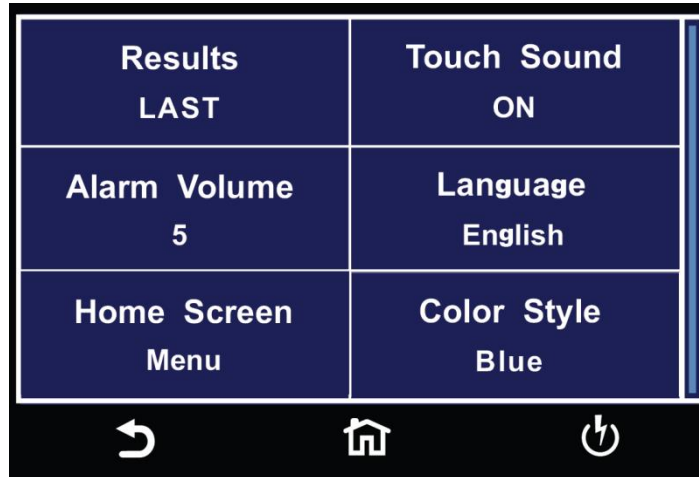 Results
LAST
Touch Sound
ON
Alarm Volume
5
Language
English
Home Screen
Menu
Color Style
Blue